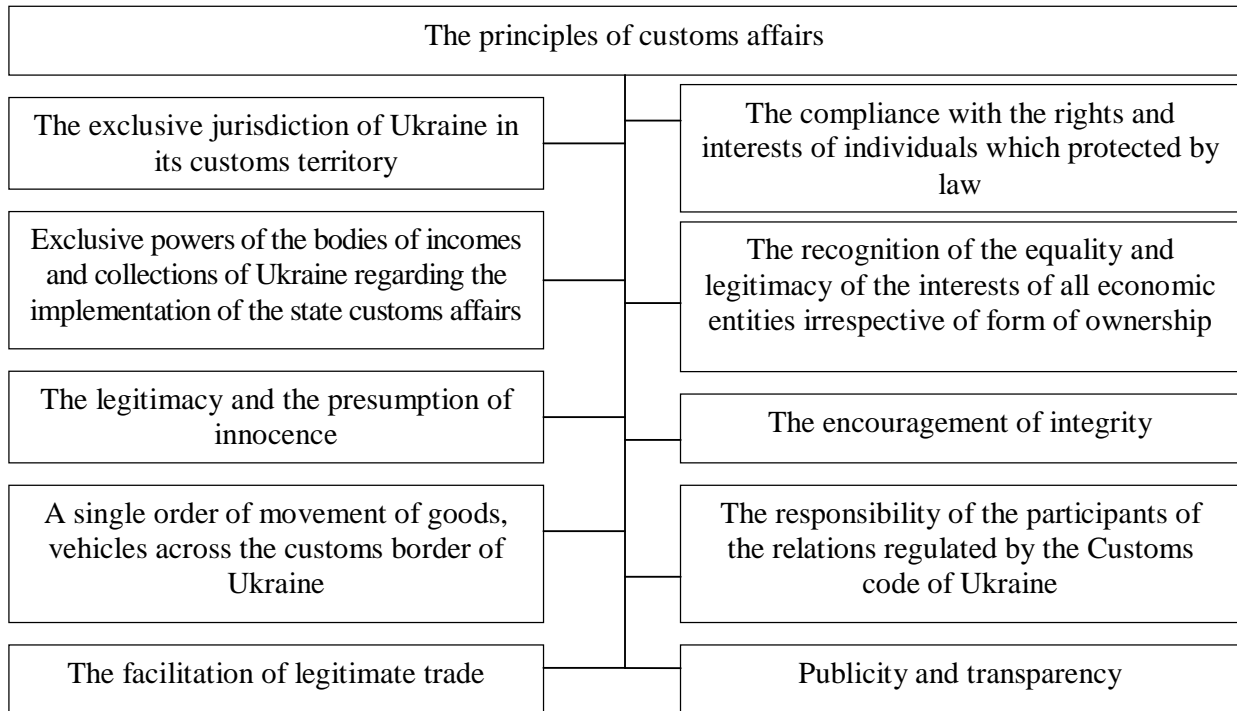 The principles of customs affairs
The exclusive jurisdiction of Ukraine in
its customs territory
The compliance with the rights and
interests of individuals which protected by
law
Exclusive powers of the bodies of incomes
and collections of Ukraine regarding the
implementation of the state customs affairs
The recognition of the equality and
legitimacy of the interests of all economic
entities irrespective of form of ownership
The legitimacy and the presumption of
innocence
The encouragement of integrity
A single order of movement of goods,
vehicles across the customs border of
Ukraine
The responsibility of the participants of
the relations regulated by the Customs
code of Ukraine
The facilitation of legitimate trade
Publicity and transparency